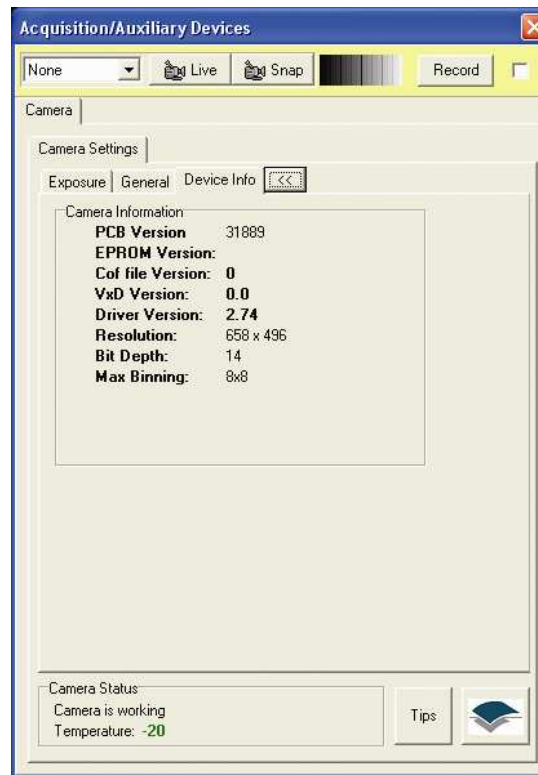 Acquisition/Auxiliary Devices
None Live Snap Record
Camera
Camera Settings
Exposure General Device Info <<
Camera Information
PCB Version 31889
EPROM Version:
Cof file Version: 0
VxD Version: 0.0
Driver Version: 2.74
Resolution: 658 x 496
Bit Depth: 14
Max Binning: 8x8
Camera Status
Camera is working
Temperature: -20
Tips